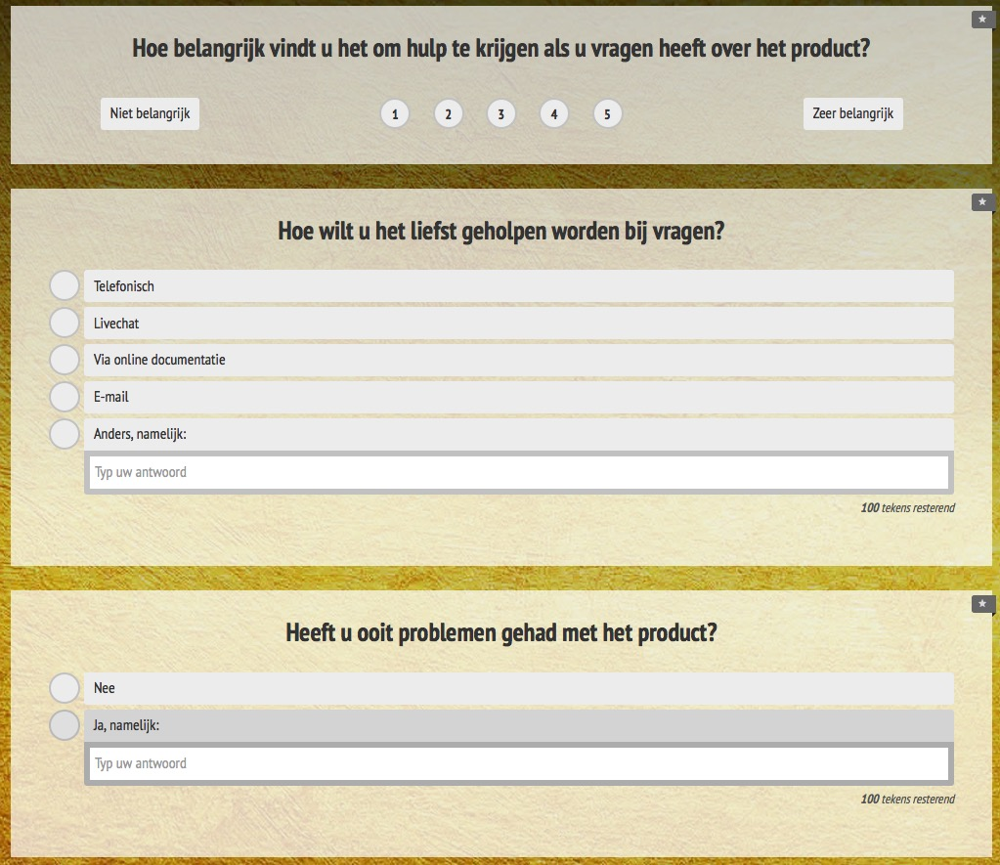 Hoe belangrijk vindt u het om hulp te krijgen als u vragen heeft over het product?
Niet belangrijk 1 2 3 4 5 Zeer belangrijk
Hoe wilt u het liefst geholpen worden bij vragen?
Telefonisch
Livechat
Via online documentatie
E-mail
Anders, namelijk:
Typ uw antwoord
100 tekens resterend
Heeft u ooit problemen gehad met het product?
Nee
Ja, namelijk:
Typ uw antwoord
100 tekens resterend